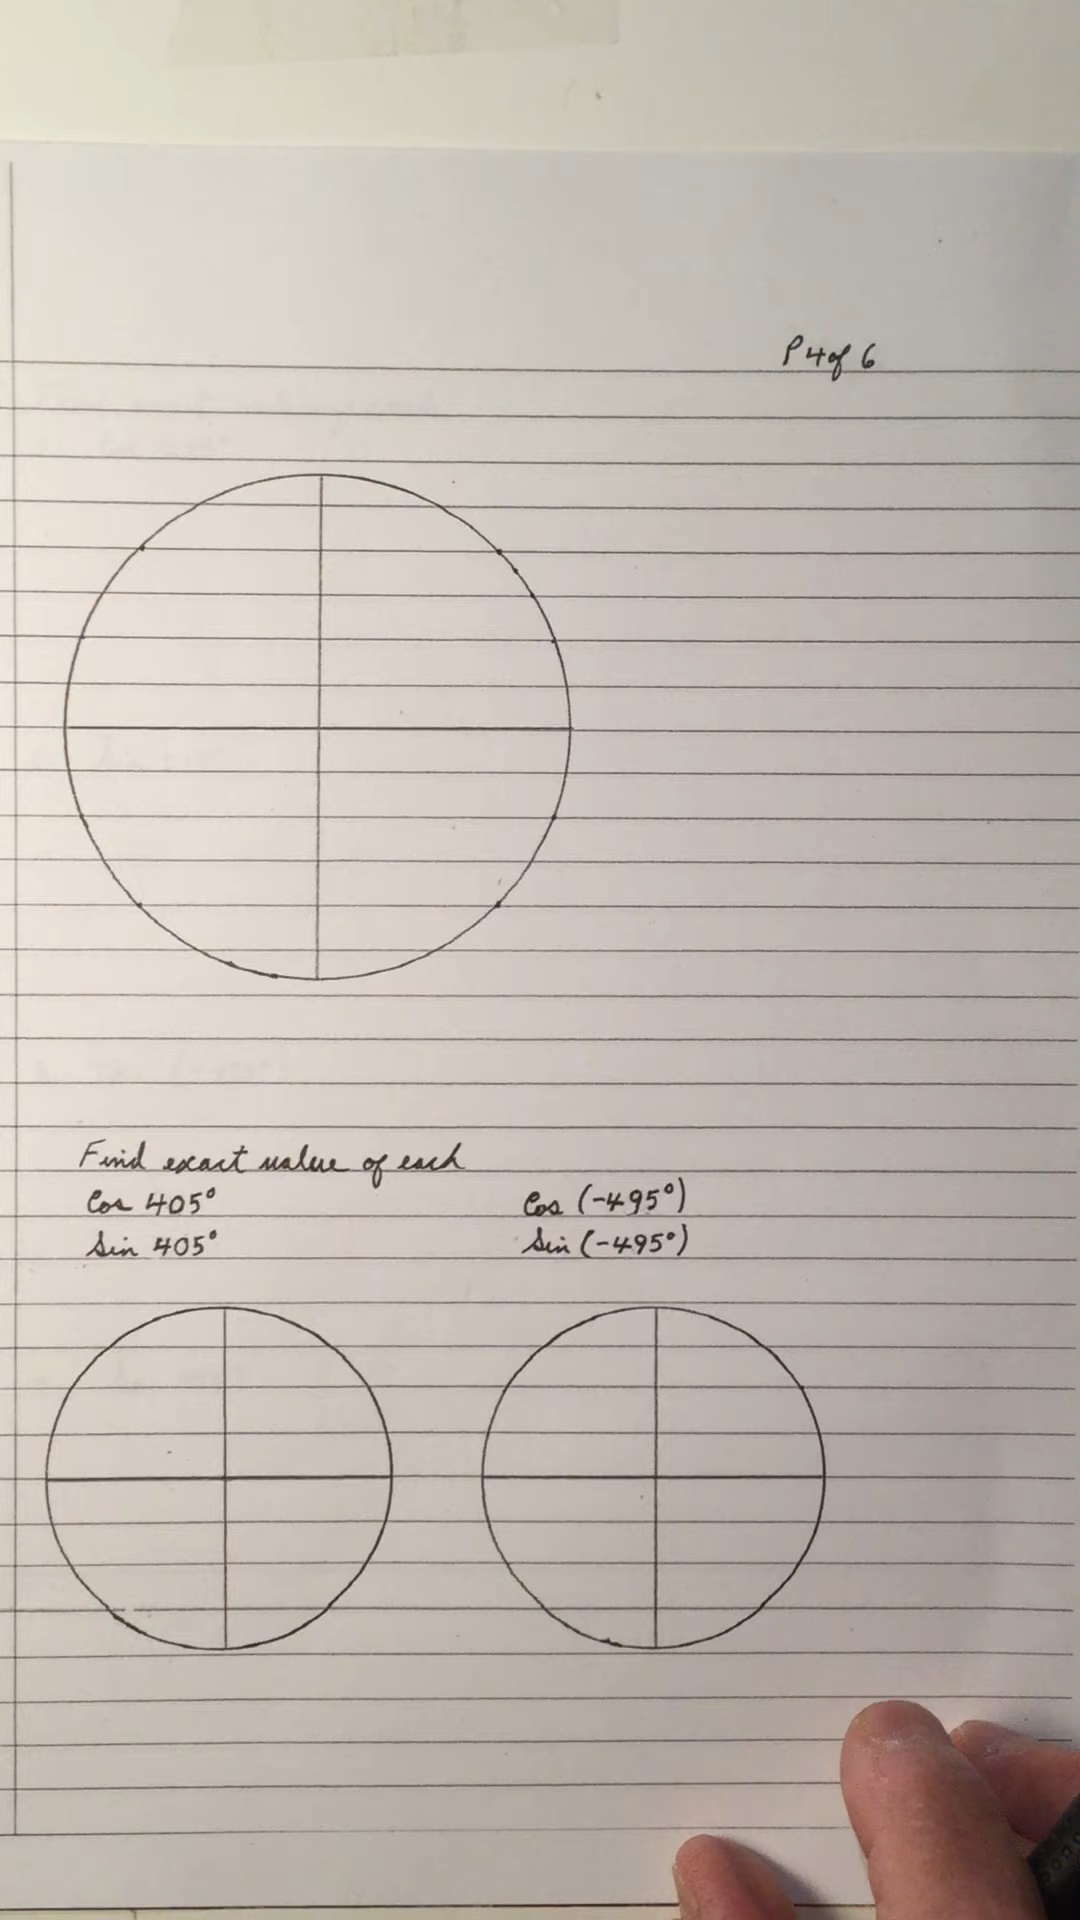 P 4 of 6
Find exact value of each
Cos 405°
Sin 405°
Cos (-495°)
Sin (-495°)